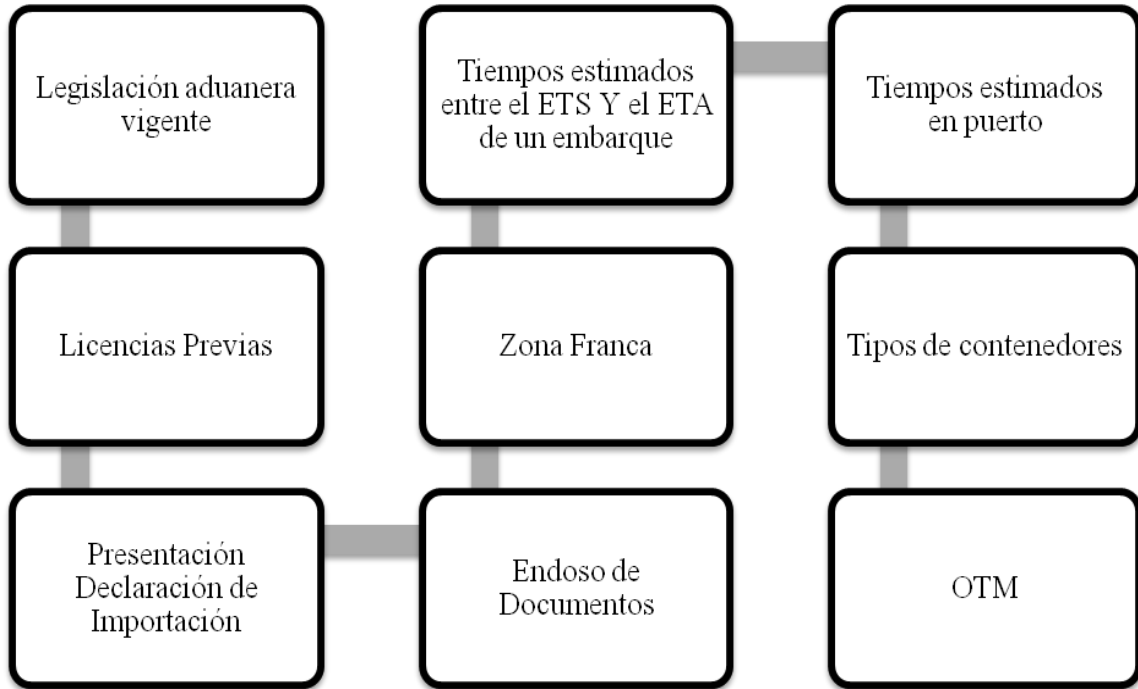 Legislación aduanera
vigente
Licencias Previas
Presentación
Declaración de
Importación
Endoso de
Documentos
Zona Franca
Tiempos estimados
entre el ETS Y el ETA
de un embarque
Tiempos estimados
en puerto
Tipos de contenedores
OTM